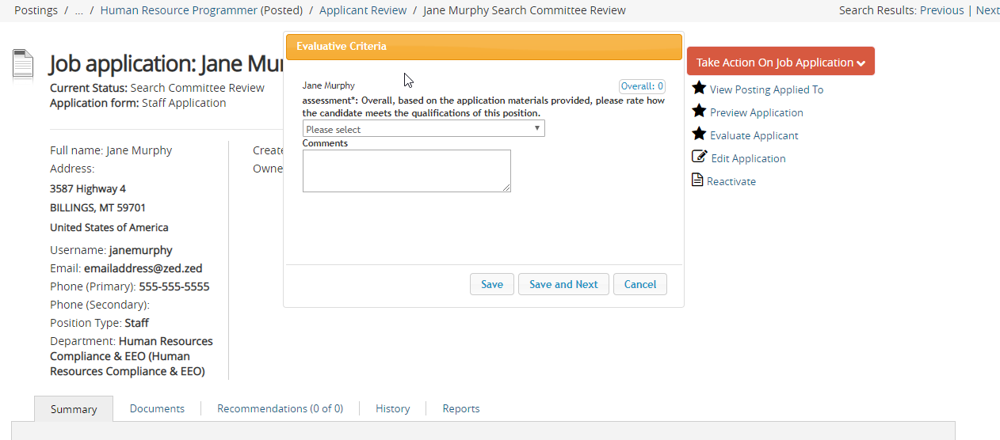 Postings / ... / Human Resource Programmer (Posted) / Applicant Review / Jane Murphy Search Committee Review
Search Results: Previous | Next
Job application: Jane Mur
Current Status: Search Committee Review
Application form: Staff Application
Full name: Jane Murphy
Address:
3587 Highway 4
BILLINGS, MT 59701
United States of America
Username: janemurphy
Email: emailaddress@zed.zed
Phone (Primary): 555-555-5555
Phone (Secondary):
Position Type: Staff
Department: Human Resources
Compliance & EEO (Human
Resources Compliance & EEO)
Create
Owne
Evaluative Criteria
Jane Murphy
Overall: 0
assessment*: Overall, based on the application materials provided, please rate how
the candidate meets the qualifications of this position.
Please select
Comments
Save
Save and Next
Cancel
Take Action On Job Application
View Posting Applied To
Preview Application
Evaluate Applicant
Edit Application
Reactivate
Summary
Documents
Recommendations (0 of 0)
History
Reports